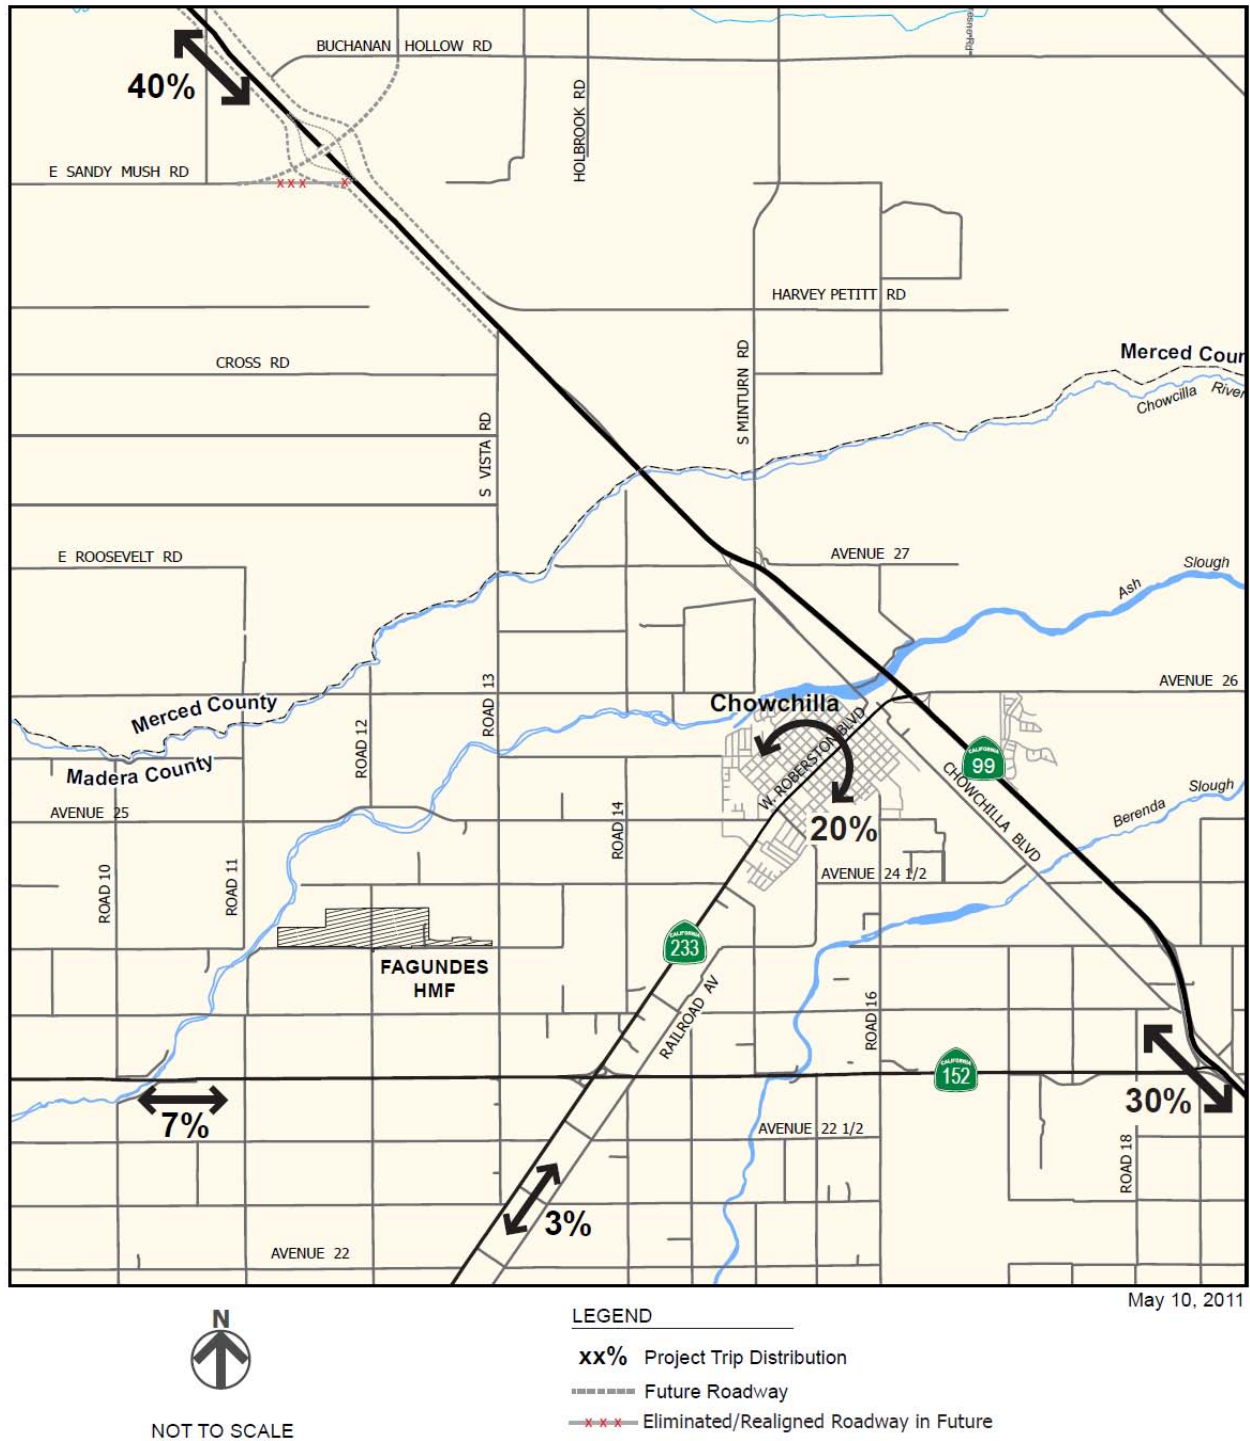 BUCHANAN HOLLOW RD
40%
HOLBROOK RD
E SANDY MUSH RD
HARVEY PETITT RD
Merced Coun
CROSS RD
S MINTURN RD
Chowcilla River
S VISTA RD
E ROOSEVELT RD
AVENUE 27
Ash Slough
AVENUE 26
Merced County
Madera County
ROAD 13
ROAD 12
Chowchilla
W. ROBERSTON BLVD
CALIFORNIA
99
CHOWCHILLA BLVD
Berenda Slough
AVENUE 25
ROAD 14
20%
ROAD 10
ROAD 11
AVENUE 24 1/2
FAGUNDES
HMF
CALIFORNIA
233
RAILROAD AV
ROAD 16
CALIFORNIA
152
7%
30%
AVENUE 22 1/2
ROAD 18
3%
AVENUE 22
May 10, 2011
N
NOT TO SCALE
LEGEND
xx% Project Trip Distribution
Future Roadway
x x x Eliminated/Realigned Roadway in Future